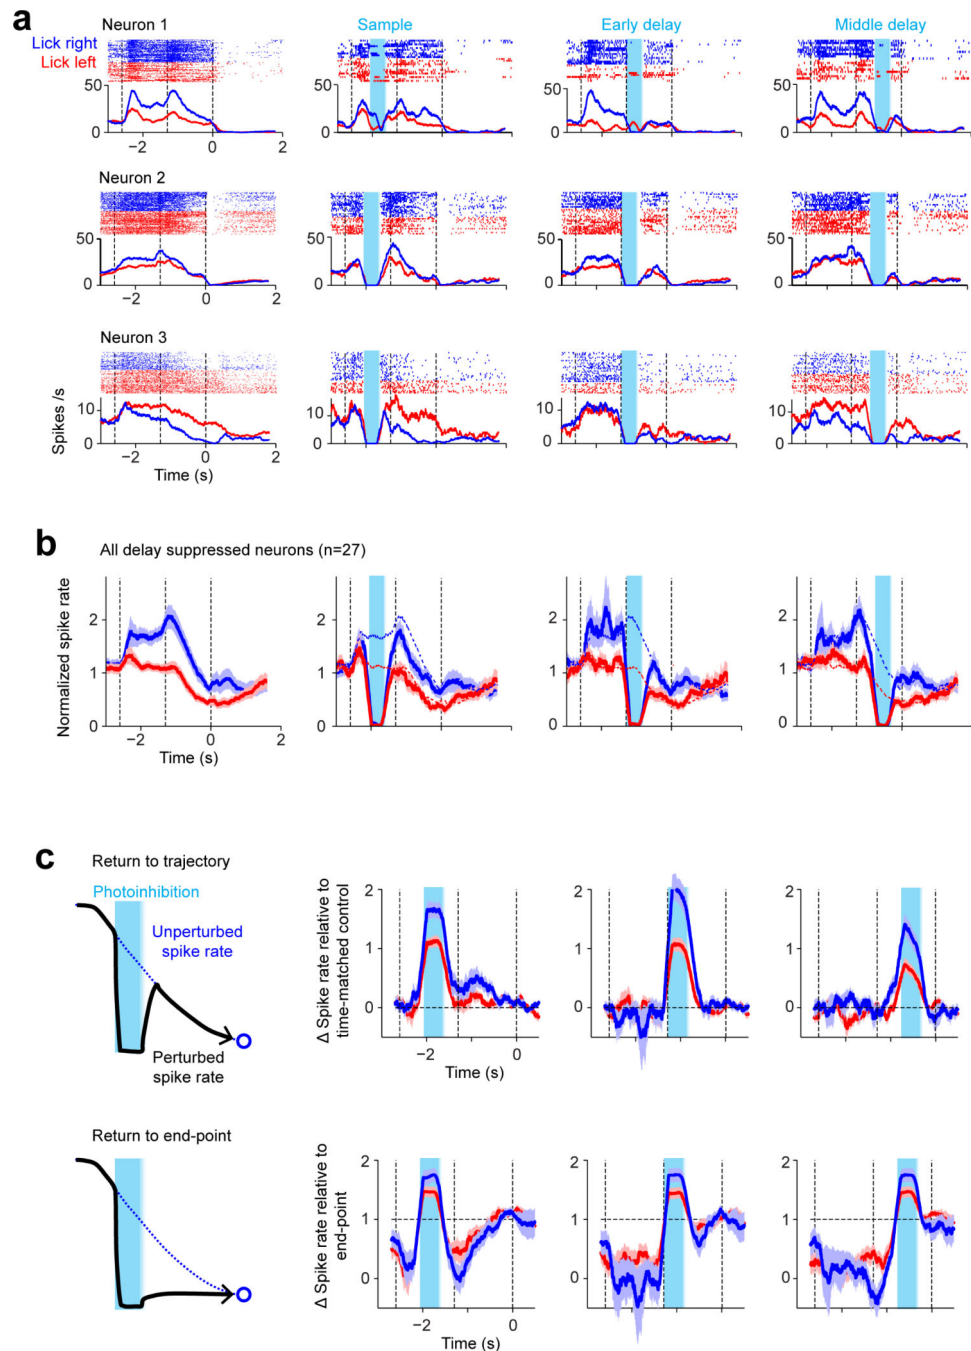 a
Neuron 1
Sample
Early delay
Middle delay
Lick right
Lick left
50
0
−2
0
2
Neuron 2
50
0
50
0
50
0
50
0
−2
0
2
Neuron 3
10
0
10
0
10
0
10
0
Spikes /s
−2
0
2
Time (s)
b
All delay suppressed neurons (n=27)
Normalized spike rate
2
1
0
2
1
0
2
1
0
2
1
0
−2
0
2
Time (s)
c
Return to trajectory
Photoinhibition
Unperturbed
spike rate
Perturbed
spike rate
Δ Spike rate relative to
time-matched control
2
1
0
2
1
0
2
1
0
−2
0
Time (s)
Return to end-point
Δ Spike rate relative to
end-point
2
1
0
2
1
0
2
1
0
−2
0
Time (s)